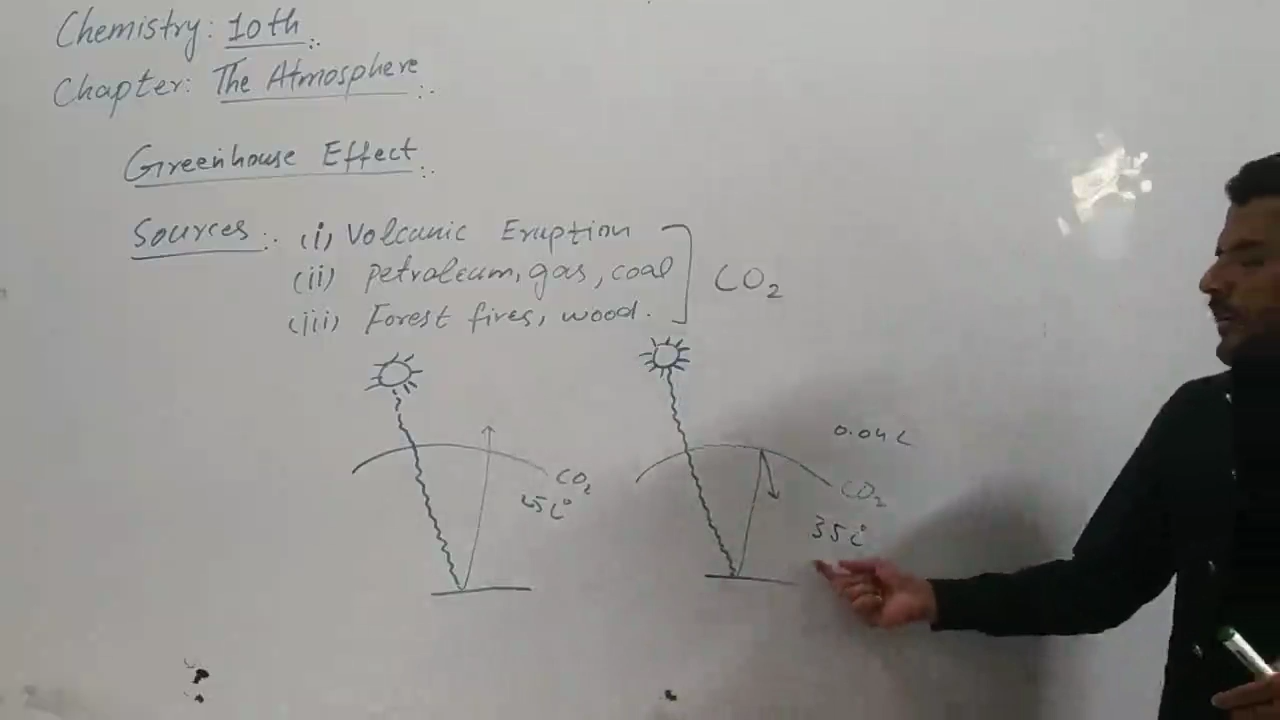 Chemistry: 10th
Chapter: The Atmosphere
Greenhouse Effect
Sources: (i) Volcanic Eruption
(ii) petroleum, gas, coal
CO2
(iii) Forest fires, wood.
0.04
CO2
25 C°
CO2
35 C°